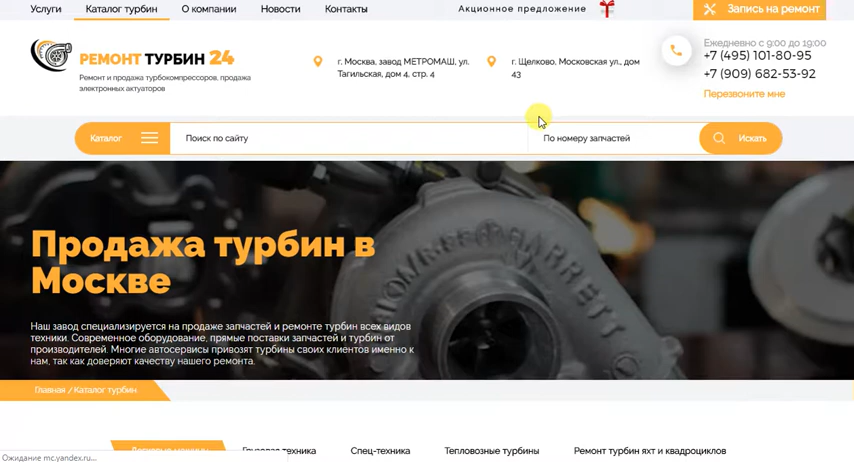 Услуги Каталог турбин О компании Новости Контакты Акционное предложение Запись на ремонт
РЕМОНТ ТУРБИН 24
Ремонт и продажа турбокомпрессоров, продажа
электронных актуаторов
г. Москва, завод МЕТРОМАШ, ул.
Тагильская, дом 4, стр. 4
г. Щелково, Московская ул., дом
43
Ежедневно с 9:00 до 19:00
+7 (495) 101-80-95
+7 (909) 682-53-92
Перезвоните мне
Каталог Поиск по сайту По номеру запчастей Искать
Продажа турбин в
Москве
GARRETT
Наш завод специализируется на продаже запчастей и ремонте турбин всех видов
техники. Современное оборудование, прямые поставки запчастей и турбин от
производителей. Многие автосервисы привозят турбины своих клиентов именно к
нам, так как доверяют качеству нашего ремонта.
Главная / Каталог турбин
Грузовая техника Спец-техника Тепловозные турбины Ремонт турбин яхт и квадроциклов
Ожидание mc.yandex.ru...